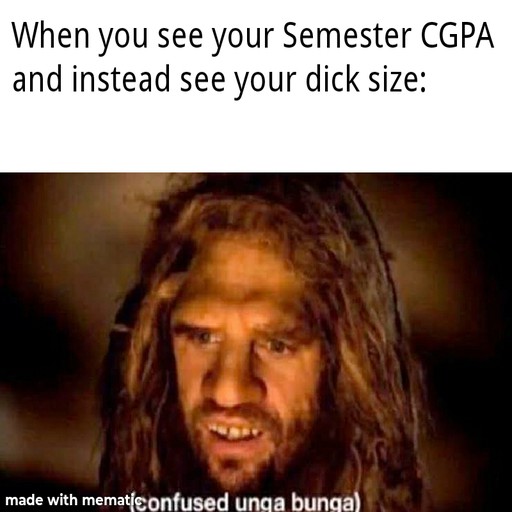 When you see your Semester CGPA
and instead see your dick size:
made with mematic
(confused unga bunga)